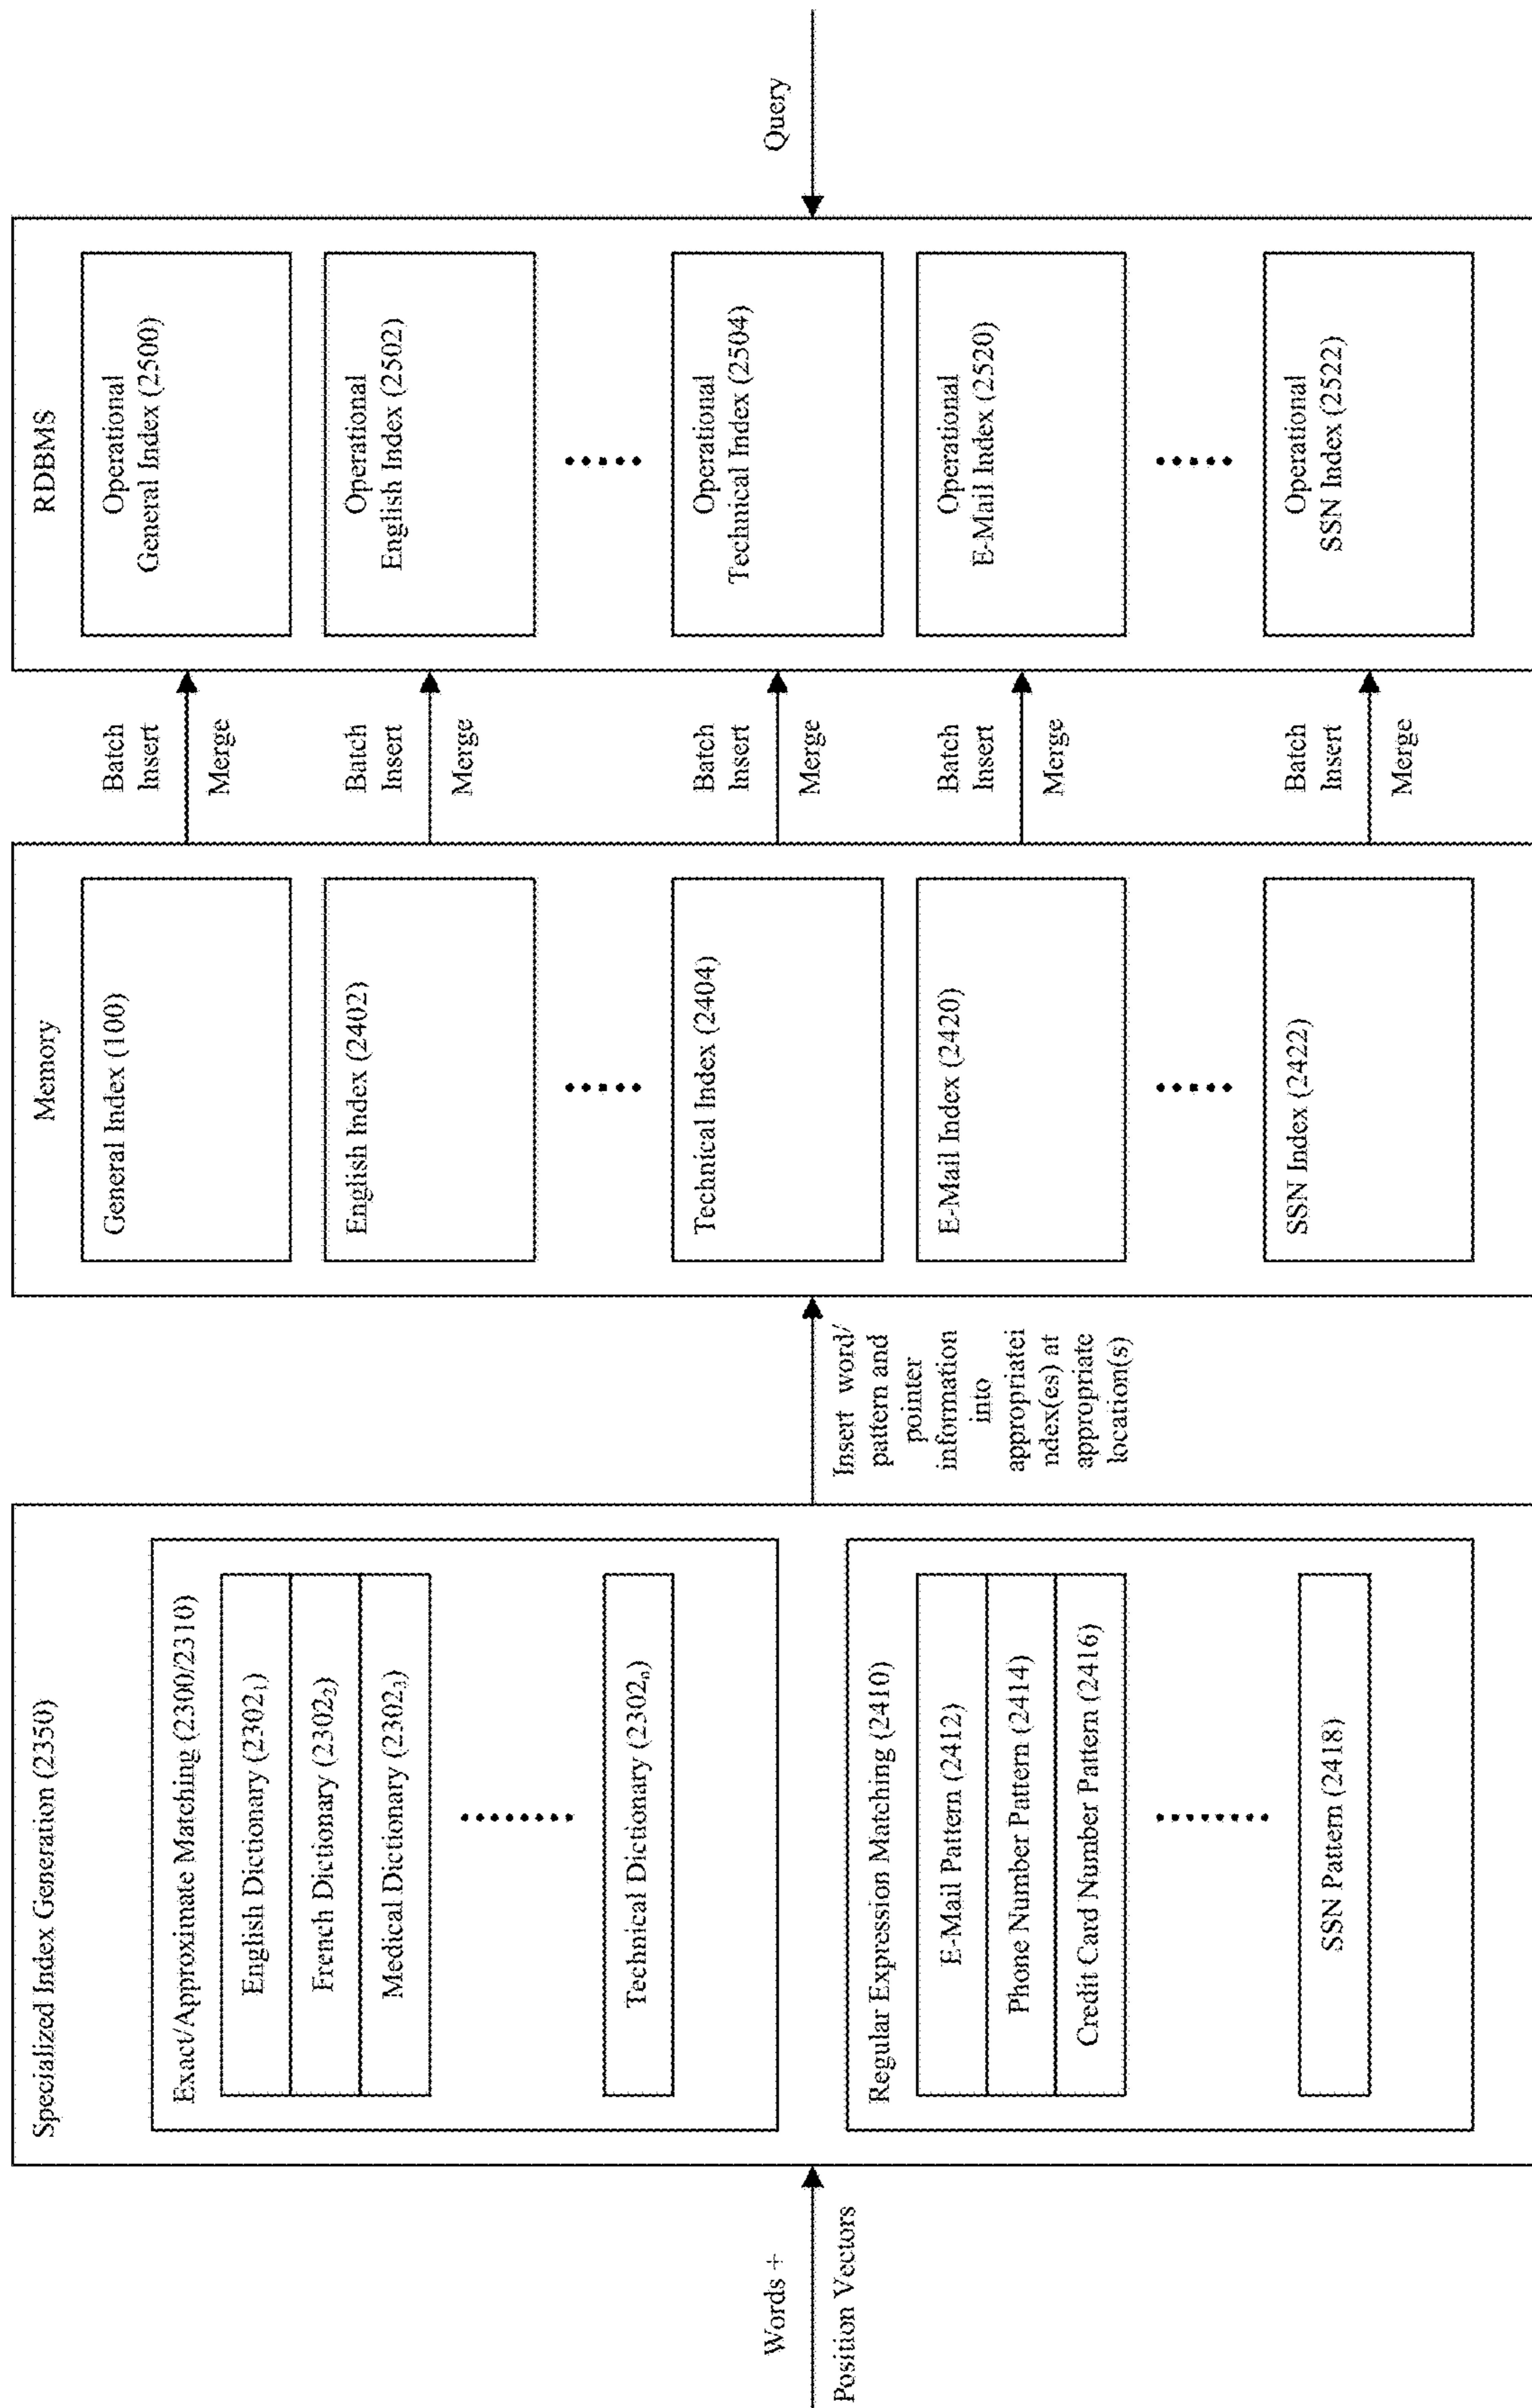 Words +
Position Vectors
Specialized Index Generation (2350)
Exact/Approximate Matching (2300/2310)
English Dictionary (2302₁)
French Dictionary (2302₂)
Medical Dictionary (2302₃)
Technical Dictionary (2302ₙ)
Regular Expression Matching (2410)
E-Mail Pattern (2412)
Phone Number Pattern (2414)
Credit Card Number Pattern (2416)
SSN Pattern (2418)
Insert word/
pattern and
pointer
information
into
appropriatei
ndex(es) at
appropriate
location(s)
Memory
General Index (100)
English Index (2402)
Technical Index (2404)
E-Mail Index (2420)
SSN Index (2422)
Batch
Insert
Merge
Batch
Insert
Merge
Batch
Insert
Merge
Batch
Insert
Merge
Batch
Insert
Merge
RDBMS
Operational
General Index (2500)
Operational
English Index (2502)
Operational
Technical Index (2504)
Operational
E-Mail Index (2520)
Operational
SSN Index (2522)
Query